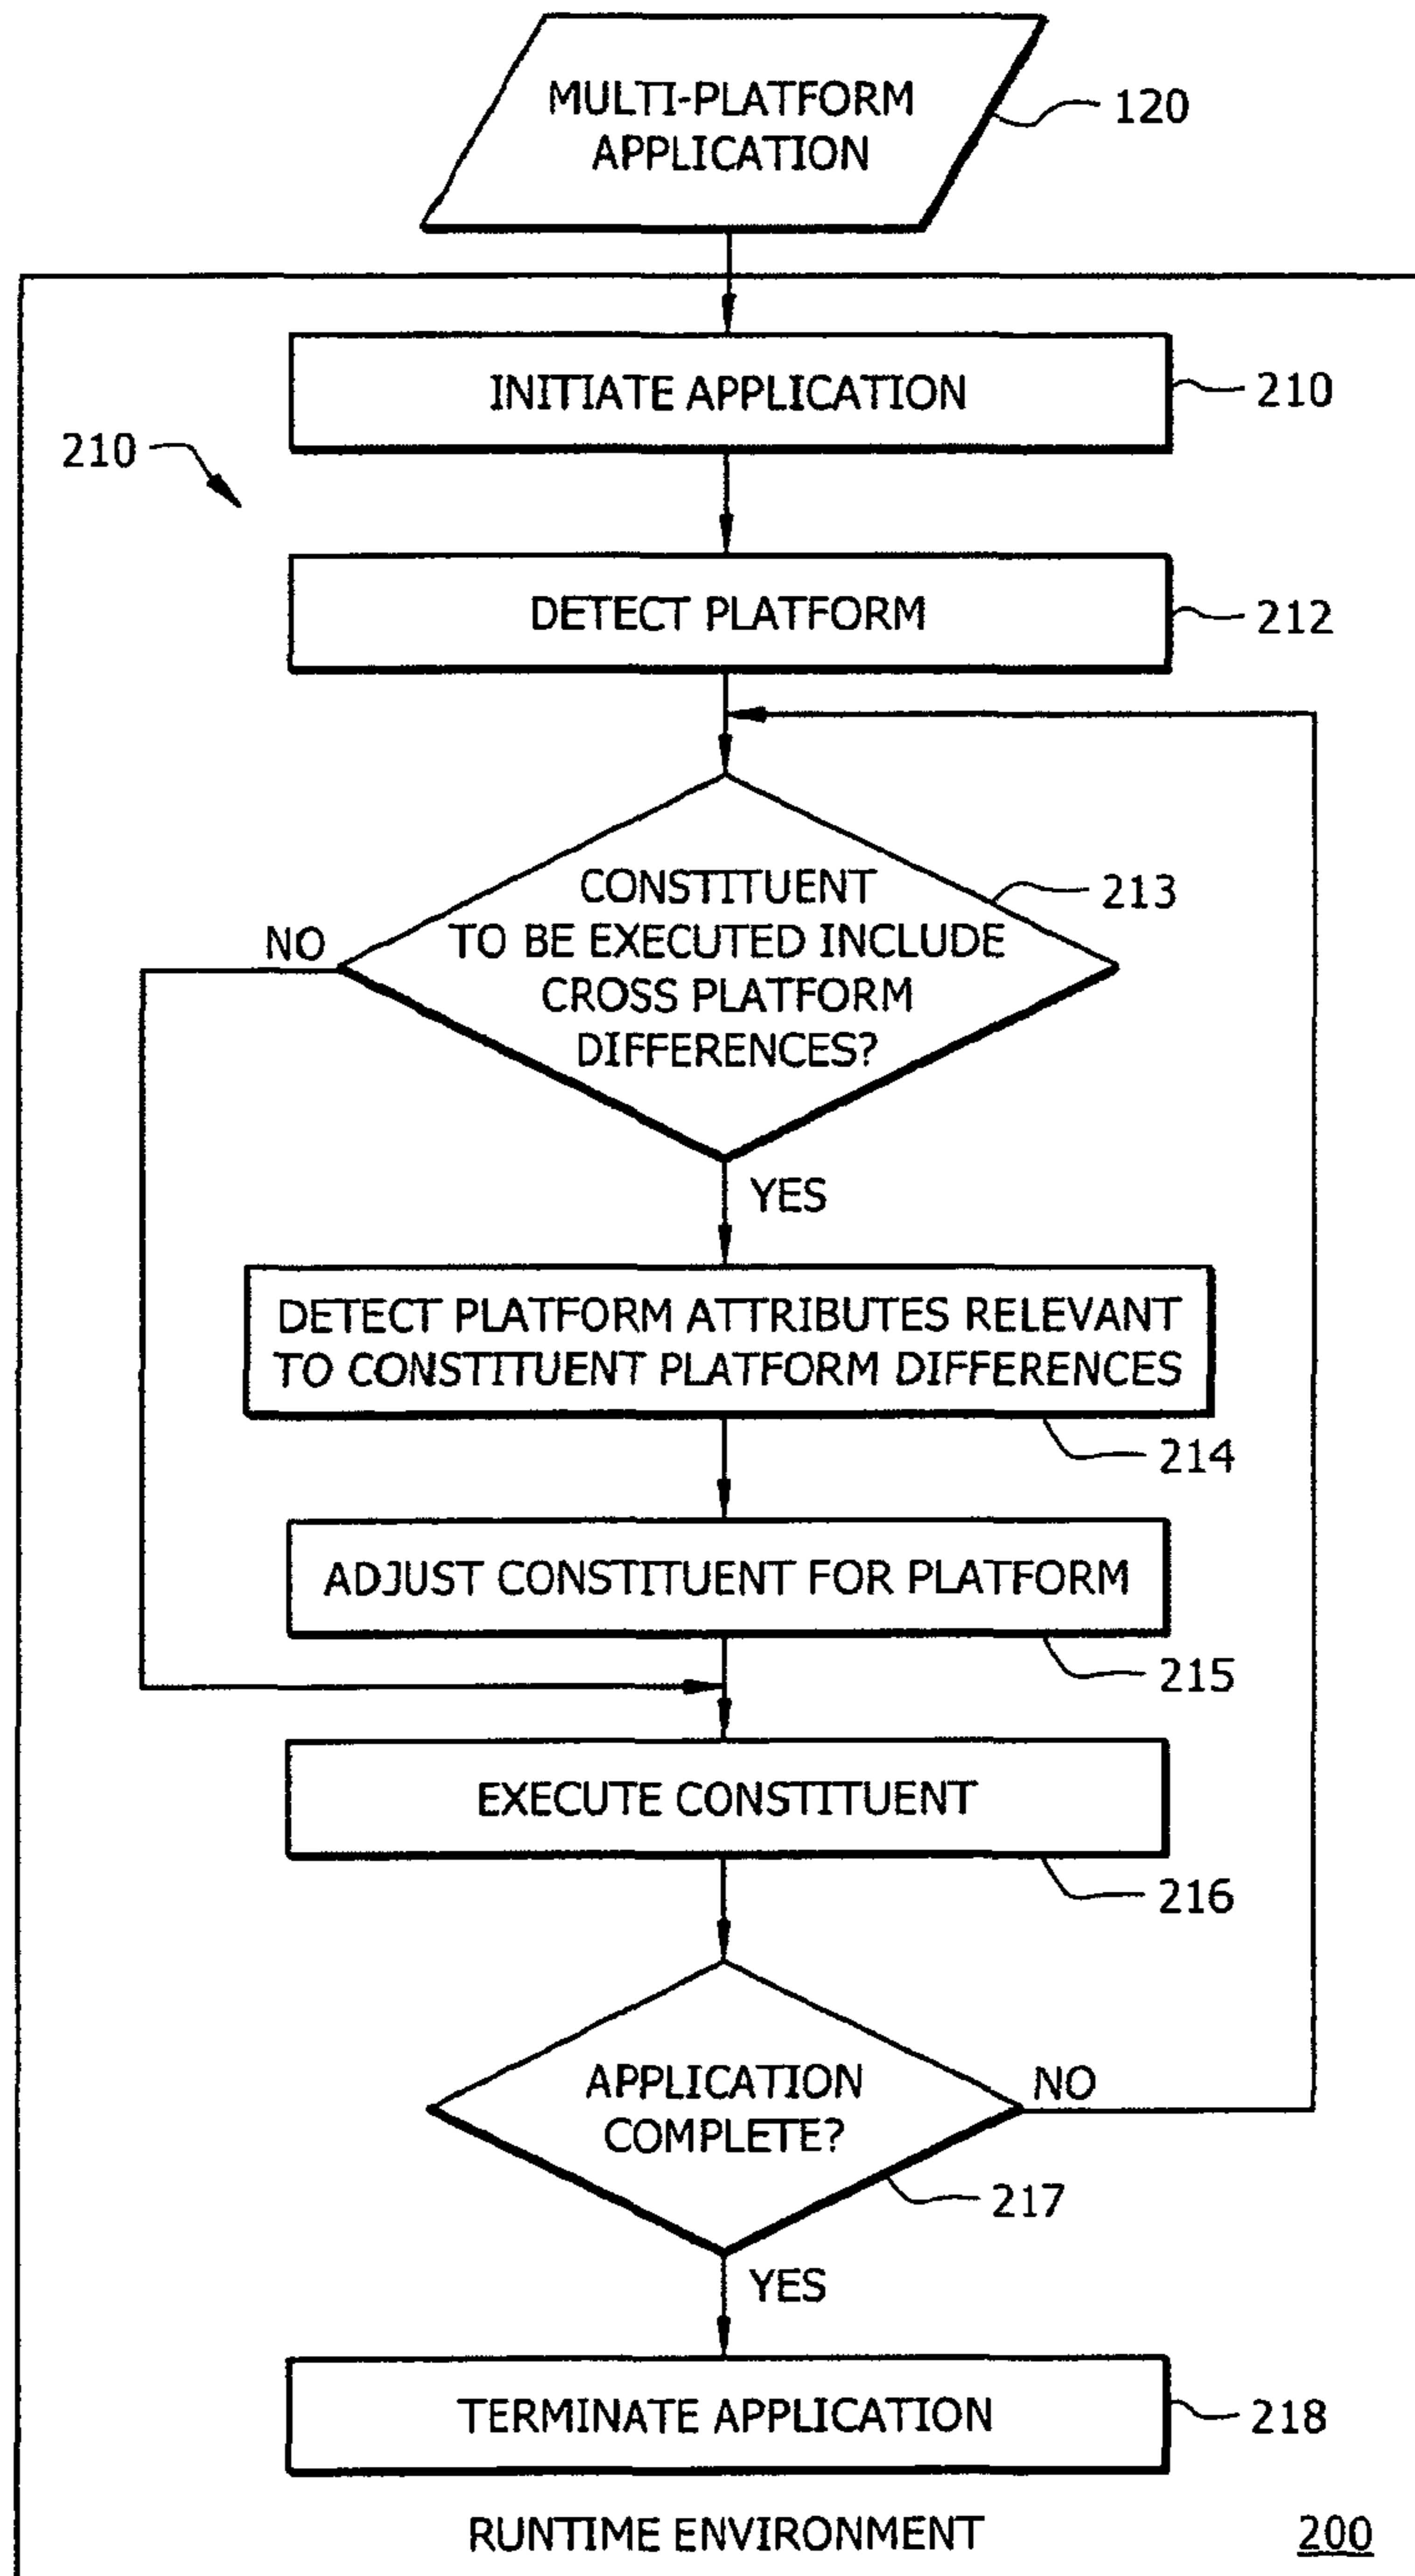 MULTI-PLATFORM
APPLICATION
120
INITIATE APPLICATION
210
210
DETECT PLATFORM
212
CONSTITUENT
TO BE EXECUTED INCLUDE
CROSS PLATFORM
DIFFERENCES?
213
NO
YES
DETECT PLATFORM ATTRIBUTES RELEVANT
TO CONSTITUENT PLATFORM DIFFERENCES
214
ADJUST CONSTITUENT FOR PLATFORM
215
EXECUTE CONSTITUENT
216
APPLICATION
COMPLETE?
NO
217
YES
TERMINATE APPLICATION
218
RUNTIME ENVIRONMENT
200